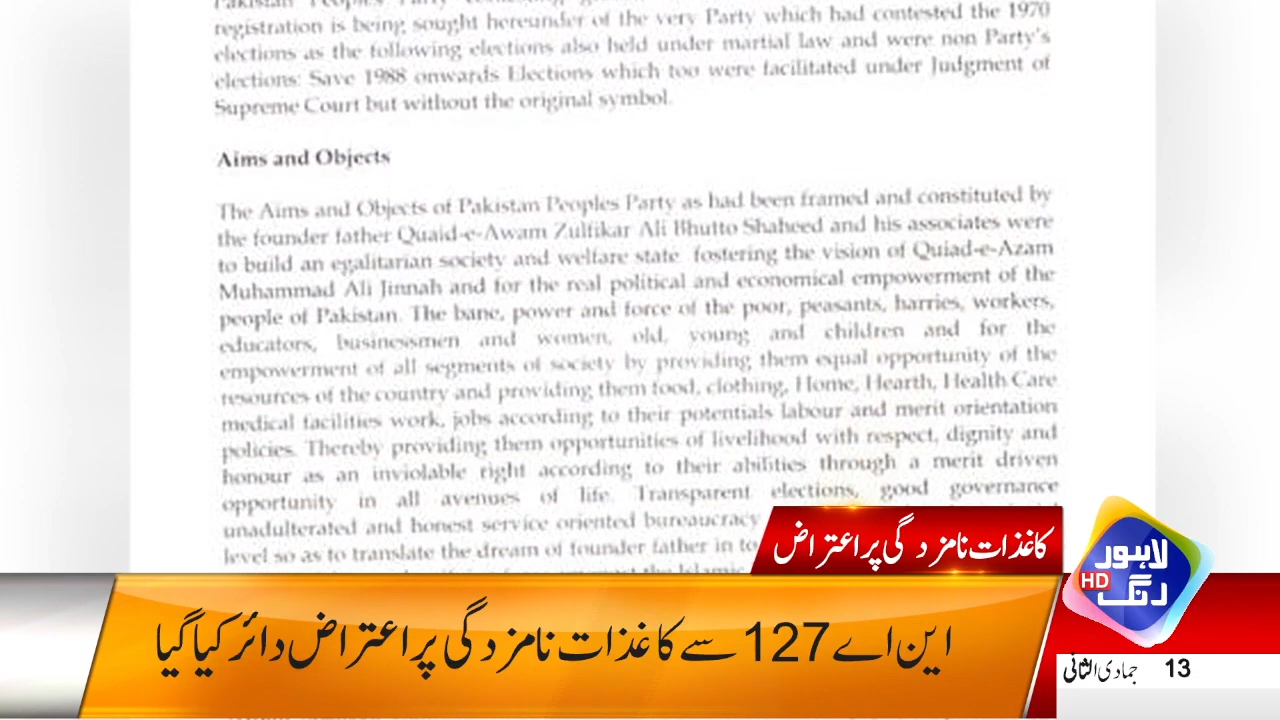 registration is being sought hereunder of the very Party which had contested the 1970
elections as the following elections also held under martial law and were non Party's
elections: Save 1988 onwards Elections which too were facilitated under Judgment of
Supreme Court but without the original symbol.
Aims and Objects
The Aims and Objects of Pakistan Peoples Party as had been framed and constituted by
the founder father Quaid-e-Awam Zulfikar Ali Bhutto Shaheed and his associates were
to build an egalitarian society and welfare state fostering the vision of Quiad-e-Azam
Muhammad Ali Jinnah and for the real political and economical empowerment of the
people of Pakistan. The bane, power and force of the poor, peasants, harries, workers,
educators, businessmen and women, old, young and children and for the
empowerment of all segments of society by providing them equal opportunity of the
resources of the country and providing them food, clothing, Home, Hearth, Health Care
medical facilities work, jobs according to their potentials labour and merit orientation
policies. Thereby providing them opportunities of livelihood with respect, dignity and
honour as an inviolable right according to their abilities through a merit driven
opportunity in all avenues of life. Transparent elections, good governance
unadulterated and honest service oriented bureaucracy
level so as to translate the dream of founder father in to
کاغذات نامزدگی پر اعتراض
این اے 127 سے کاغذات نامزدگی پر اعتراض دائر کیا گیا
لاہور
رنگ
HD
13 جمادی الثانی